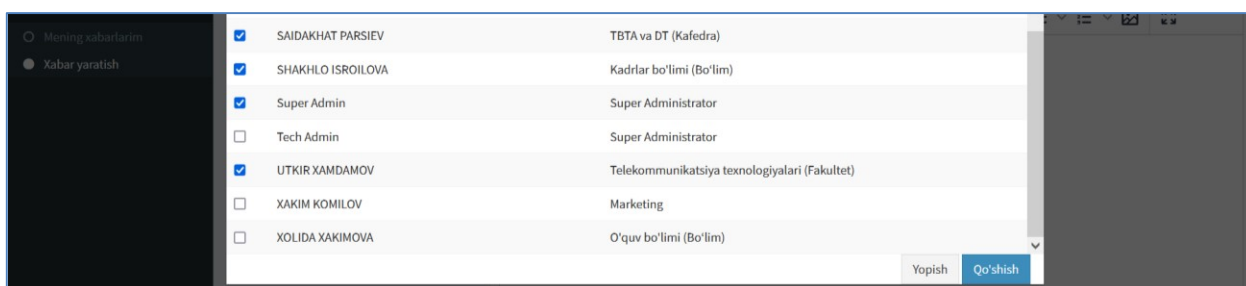 Mening xabarlarim
Xabar yaratish
SAIDAKHAT PARSIEV TBTA va DT (Kafedra)
SHAKHLO ISROILOVA Kadrlar bo'limi (Bo'lim)
Super Admin Super Administrator
Tech Admin Super Administrator
UTKIR XAMDAMOV Telekommunikatsiya texnologiyalari (Fakultet)
XAKIM KOMILOV Marketing
XOLIDA XAKIMOVA O'quv bo'limi (Bo'lim)
Yopish Qo'shish